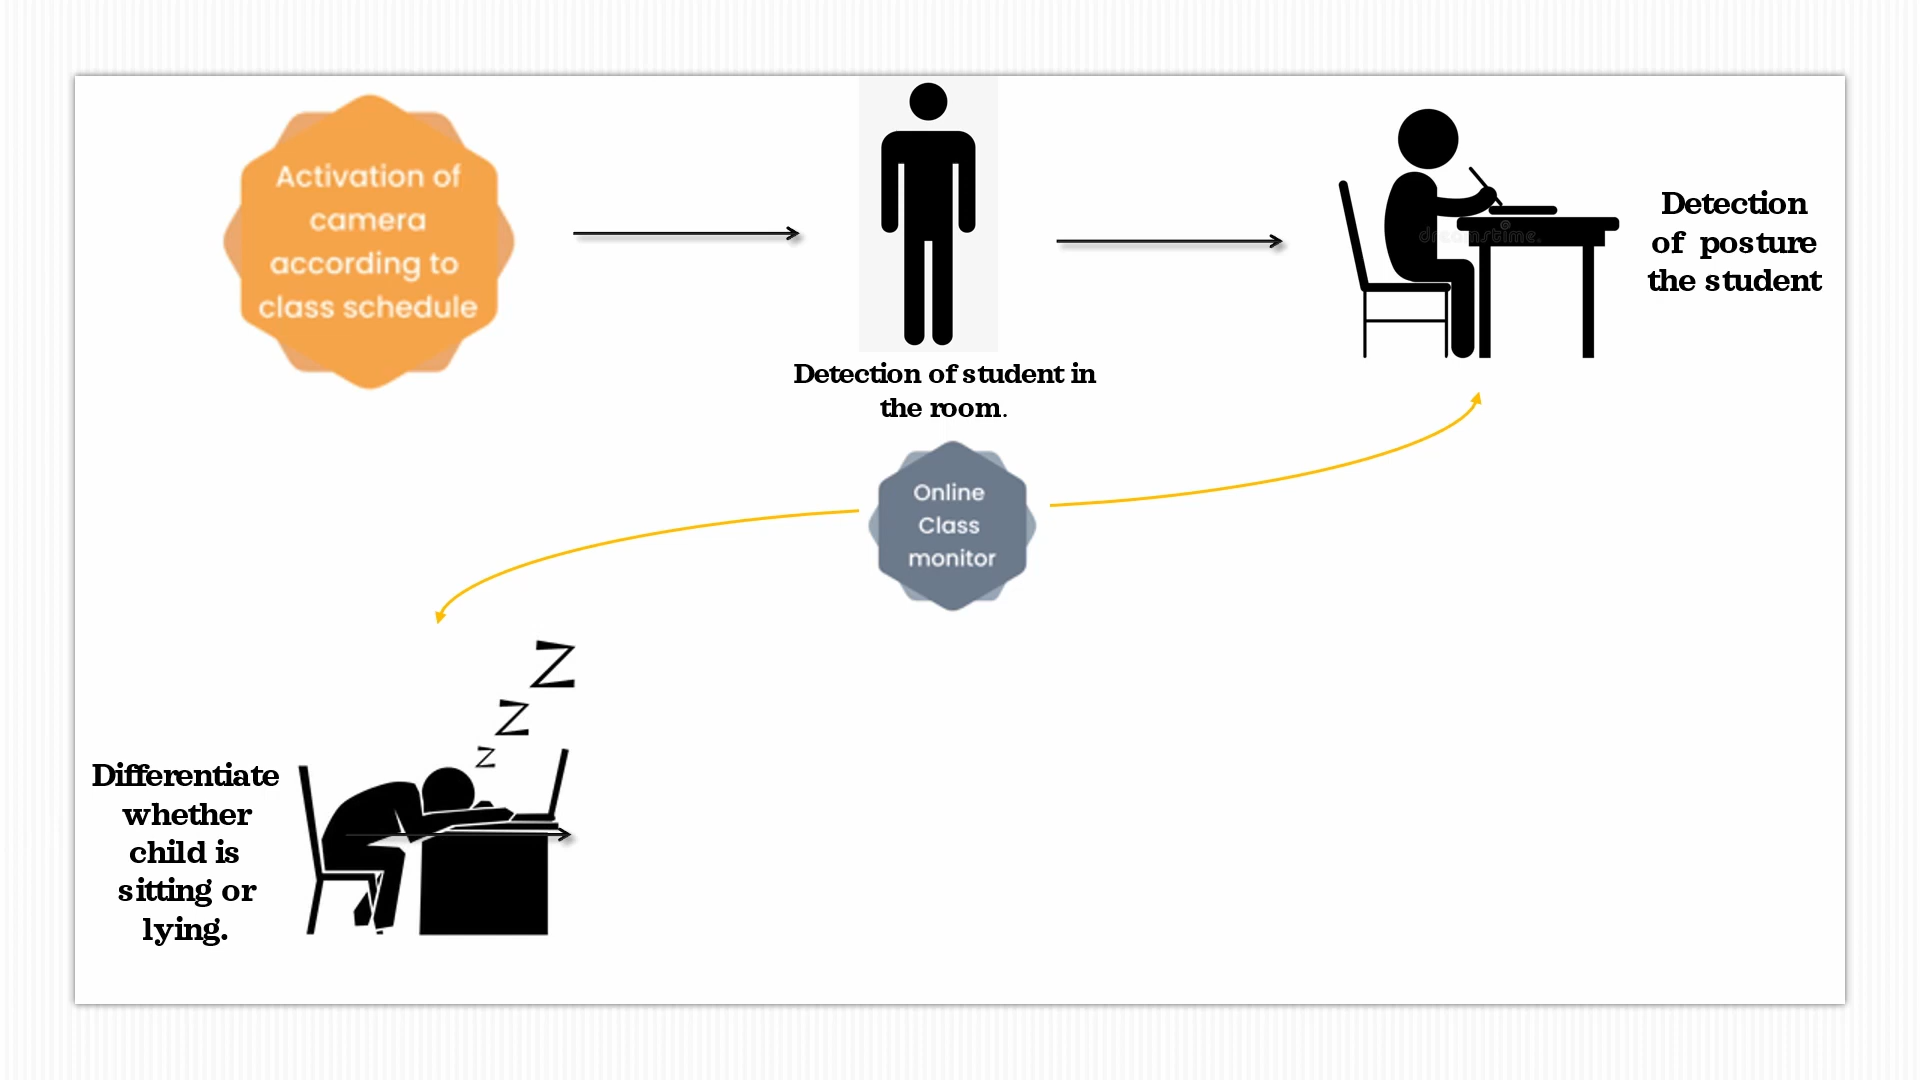 Activation of
camera
according to
class schedule
Detection of student in
the room.
Detection
of posture
the student
dreamstime.
Online
Class
monitor
Z
Z
Z
Differentiate
whether
child is
sitting or
lying.